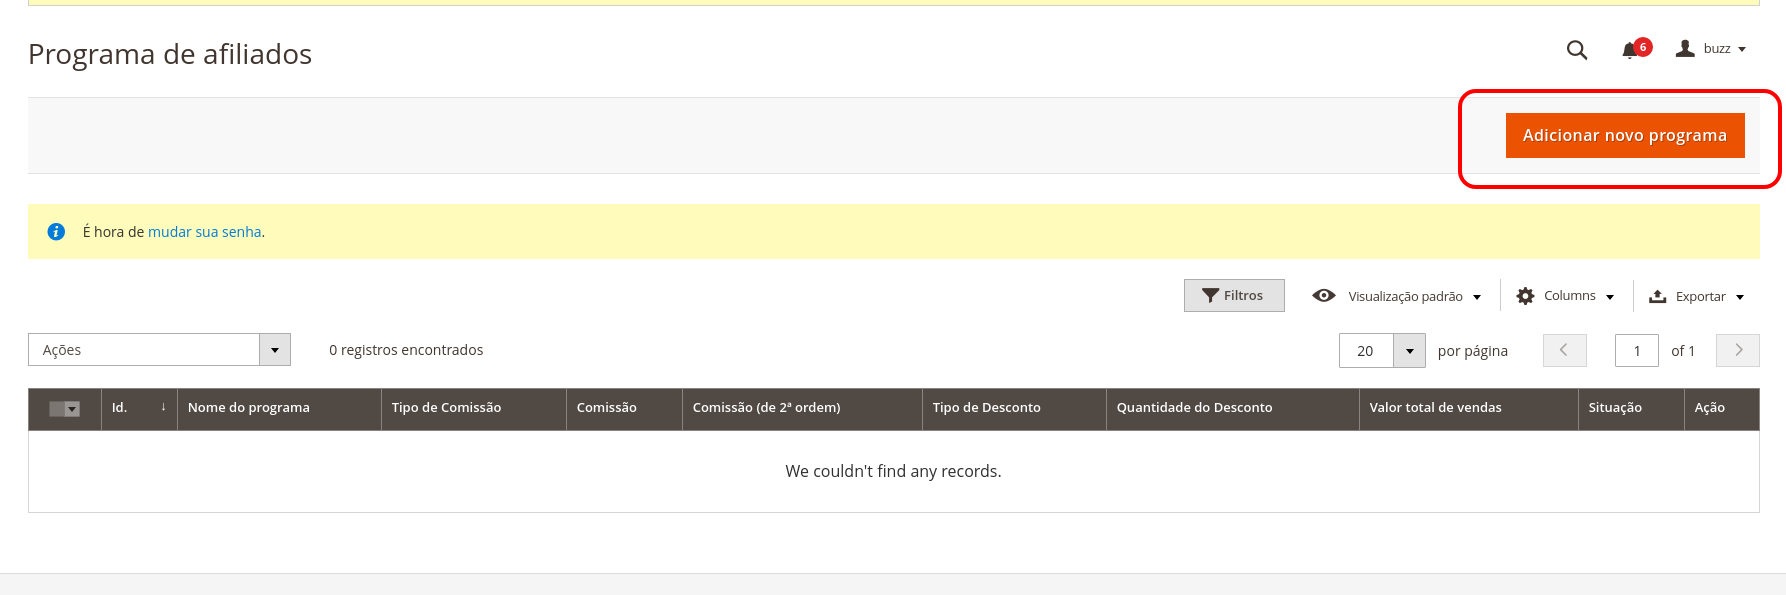 Programa de afiliados
6
buzz
Adicionar novo programa
É hora de mudar sua senha.
Filtros
Visualização padrão
Columns
Exportar
Ações
0 registros encontrados
20
por página
1
of 1
Id. ↓
Nome do programa
Tipo de Comissão
Comissão
Comissão (de 2ª ordem)
Tipo de Desconto
Quantidade do Desconto
Valor total de vendas
Situação
Ação
We couldn't find any records.